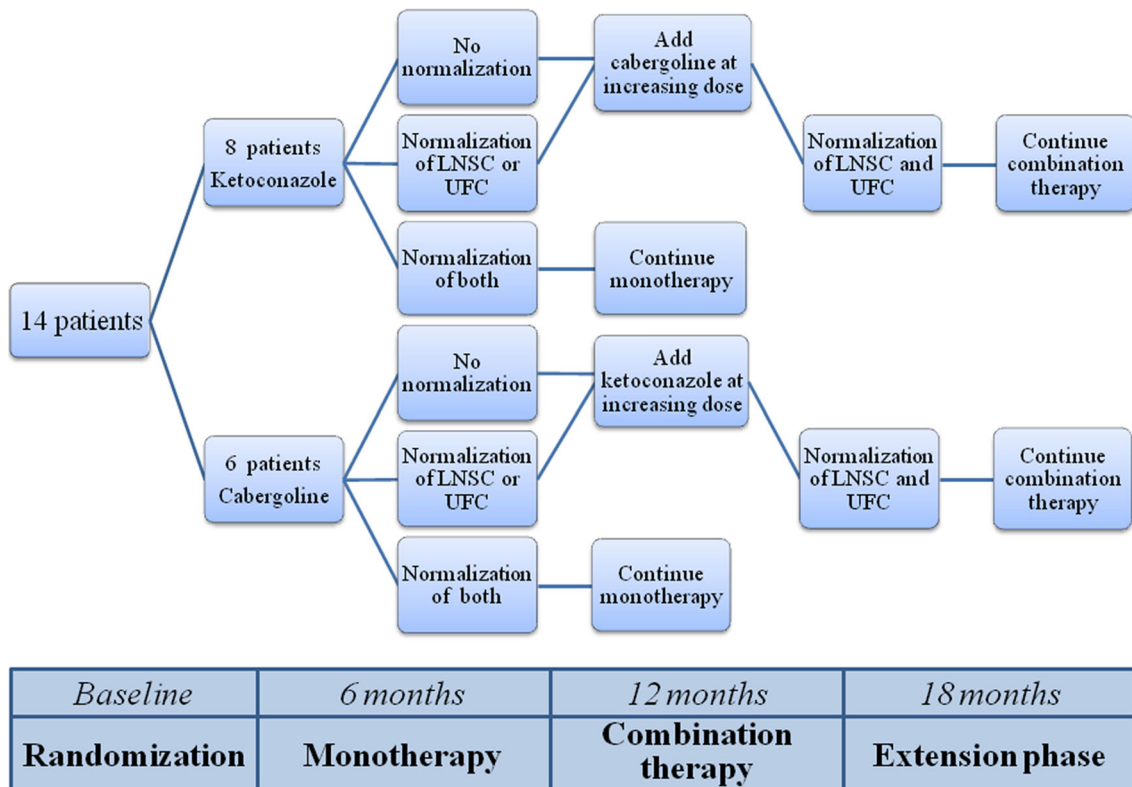 14 patients
8 patients
Ketoconazole
No
normalization
Normalization
of LNSC or
UFC
Normalization
of both
Add
cabergoline at
increasing dose
Continue
monotherapy
Normalization
of LNSC and
UFC
Continue
combination
therapy
6 patients
Cabergoline
No
normalization
Normalization
of LNSC or
UFC
Normalization
of both
Add
ketoconazole at
increasing dose
Continue
monotherapy
Normalization
of LNSC and
UFC
Continue
combination
therapy
Baseline 6 months 12 months 18 months
Randomization Monotherapy Combination therapy Extension phase